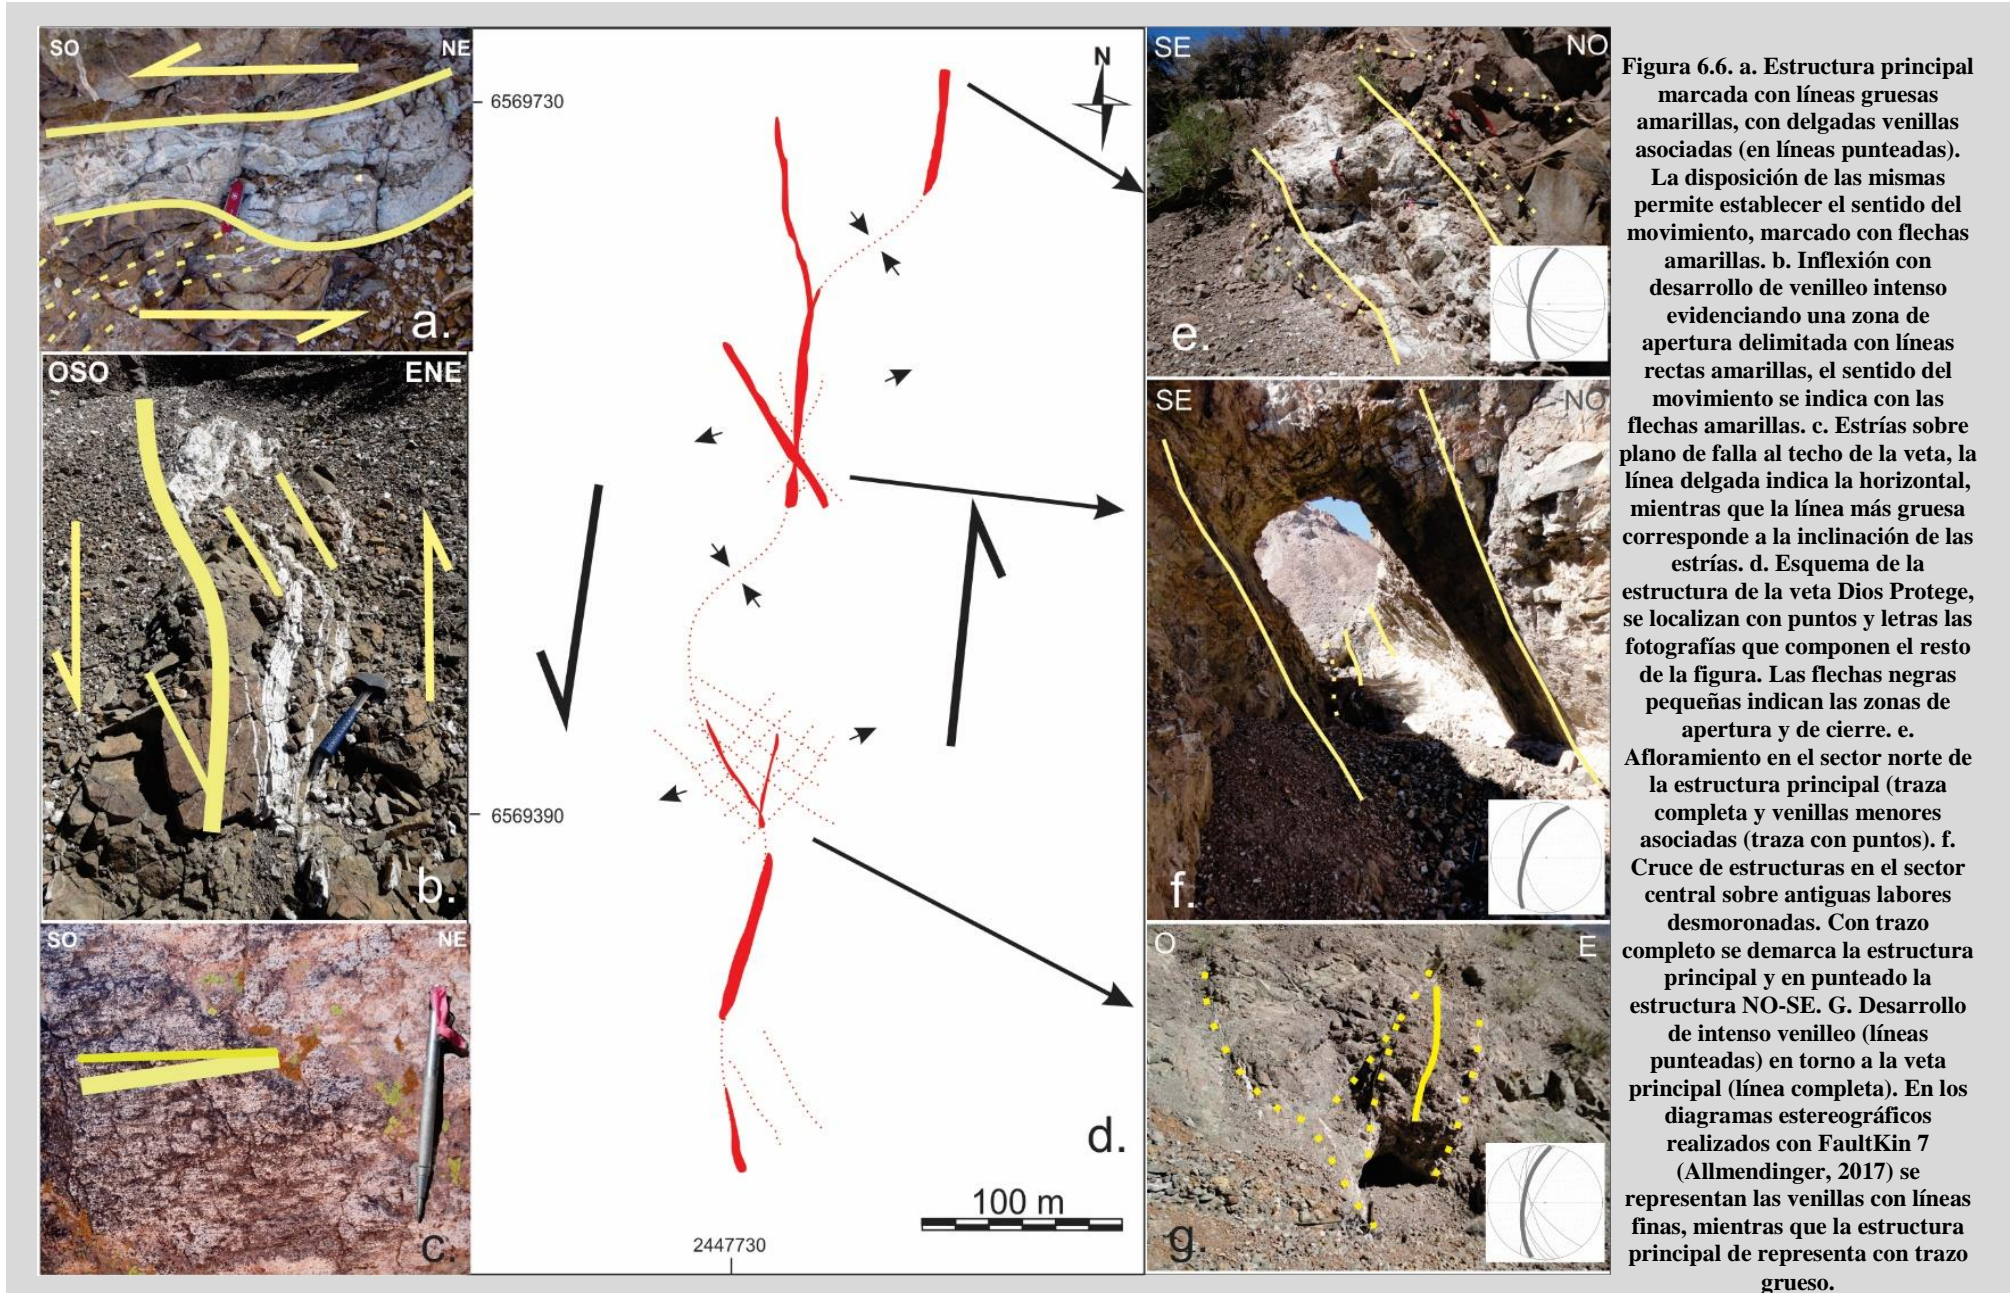 SO
NE
a.
OSO
ENE
b.
SO
NE
c.
N
6569730
6569390
2447730
100 m
d.
SE
NO
e.
SE
NO
f.
O
E
g.
Figura 6.6. a. Estructura principal
marcada con líneas gruesas
amarillas, con delgadas venillas
asociadas (en líneas punteadas).
La disposición de las mismas
permite establecer el sentido del
movimiento, marcado con flechas
amarillas. b. Inflexión con
desarrollo de venilleo intenso
evidenciando una zona de
apertura delimitada con líneas
rectas amarillas, el sentido del
movimiento se indica con las
flechas amarillas. c. Estrías sobre
plano de falla al techo de la veta, la
línea delgada indica la horizontal,
mientras que la línea más gruesa
corresponde a la inclinación de las
estrías. d. Esquema de la
estructura de la veta Dios Protege,
se localizan con puntos y letras las
fotografías que componen el resto
de la figura. Las flechas negras
pequeñas indican las zonas de
apertura y de cierre. e.
Afloramiento en el sector norte de
la estructura principal (traza
completa y venillas menores
asociadas (traza con puntos). f.
Cruce de estructuras en el sector
central sobre antiguas labores
desmoronadas. Con trazo
completo se demarca la estructura
principal y en punteado la
estructura NO-SE. G. Desarrollo
de intenso venilleo (líneas
punteadas) en torno a la veta
principal (línea completa). En los
diagramas estereográficos
realizados con FaultKin 7
(Allmendinger, 2017) se
representan las venillas con líneas
finas, mientras que la estructura
principal de representa con trazo
grueso.